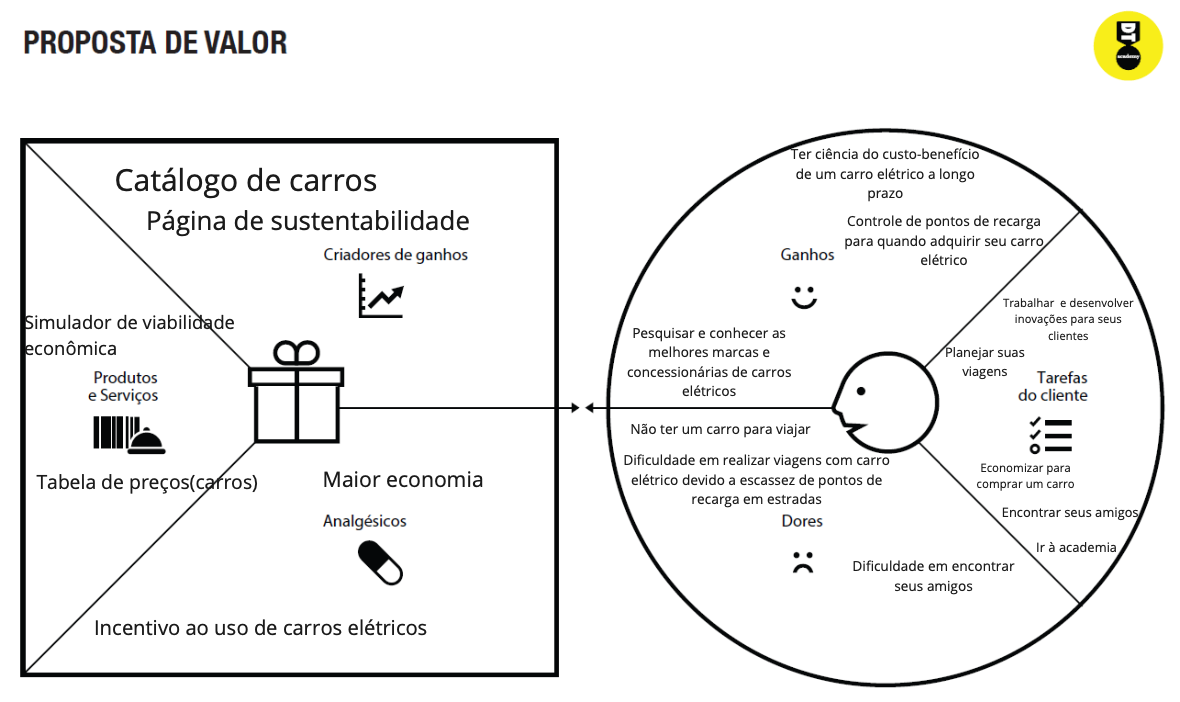 PROPOSTA DE VALOR
DT
academy
Catálogo de carros
Página de sustentabilidade
Criadores de ganhos
Simulador de viabilidade
econômica
Produtos
e Serviços
Tabela de preços(carros)
Maior economia
Analgésicos
Incentivo ao uso de carros elétricos
Ter ciência do custo-benefício
de um carro elétrico a longo
prazo
Controle de pontos de recarga
para quando adquirir seu carro
elétrico
Ganhos
Pesquisar e conhecer as
melhores marcas e
concessionárias de carros
elétricos
Trabalhar e desenvolver
inovações para seus
clientes
Planejar suas
viagens
Tarefas
do cliente
Economizar para
comprar um carro
Encontrar seus amigos
Ir à academia
Não ter um carro para viajar
Dificuldade em realizar viagens com carro
elétrico devido a escassez de pontos de
recarga em estradas
Dores
Dificuldade em encontrar
seus amigos